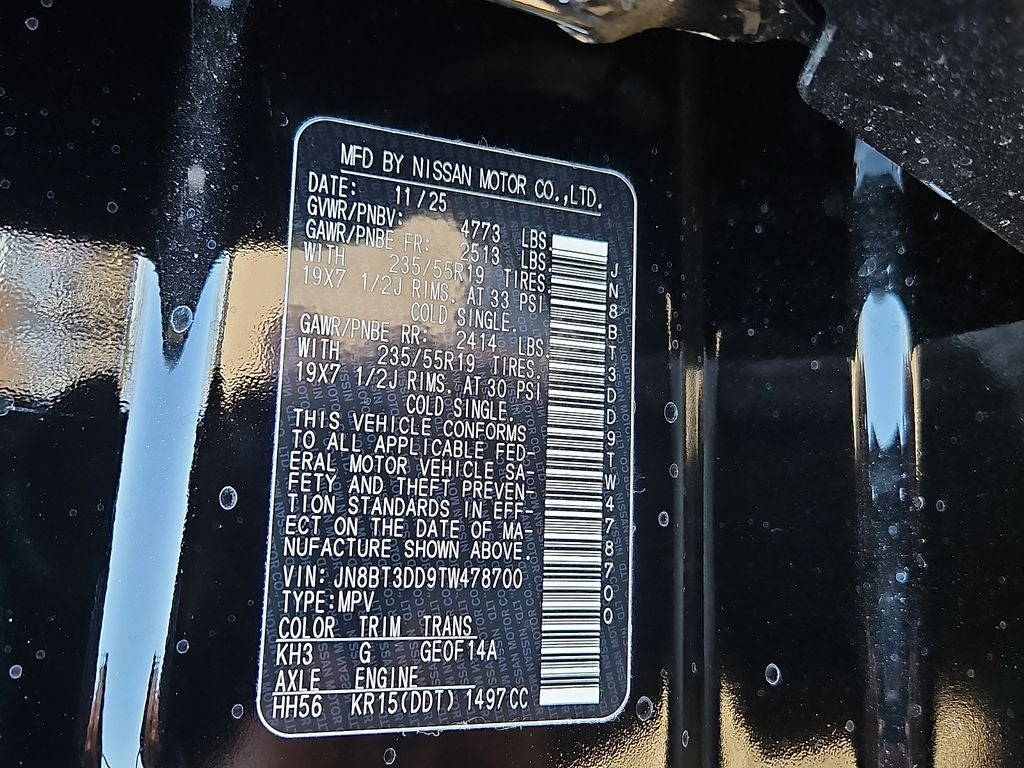 MFD BY NISSAN MOTOR CO.,LTD.
DATE: 11/25
GVWR/PNBV: 4773 LBS.
GAWR/PNBE FR: 2513 LBS.
WITH 235/55R19 TIRES.
19X7 1/2J RIMS. AT 33 PSI
COLD SINGLE.
GAWR/PNBE RR: 2414 LBS.
WITH 235/55R19 TIRES.
19X7 1/2J RIMS. AT 30 PSI
COLD SINGLE.
THIS VEHICLE CONFORMS
TO ALL APPLICABLE FED-
ERAL MOTOR VEHICLE SA-
FETY AND THEFT PREVEN-
TION STANDARDS IN EFF-
ECT ON THE DATE OF MA-
NUFACTURE SHOWN ABOVE.
VIN: JN8BT3DD9TW478700
TYPE:MPV
COLOR TRIM TRANS
KH3 G GE0F14A
AXLE ENGINE
HH56 KR15(DDT) 1497CC
JN8BT3DD9TW478700